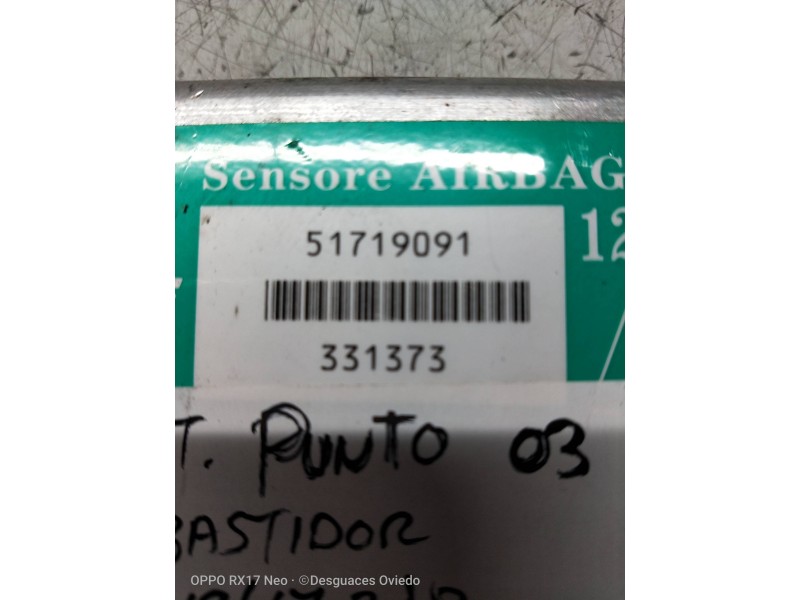 Sensore AIRBAG
51719091
12
331373
T. PUNTO 03
BASTIDOR
OPPO RX17 Neo · ©Desguaces Oviedo